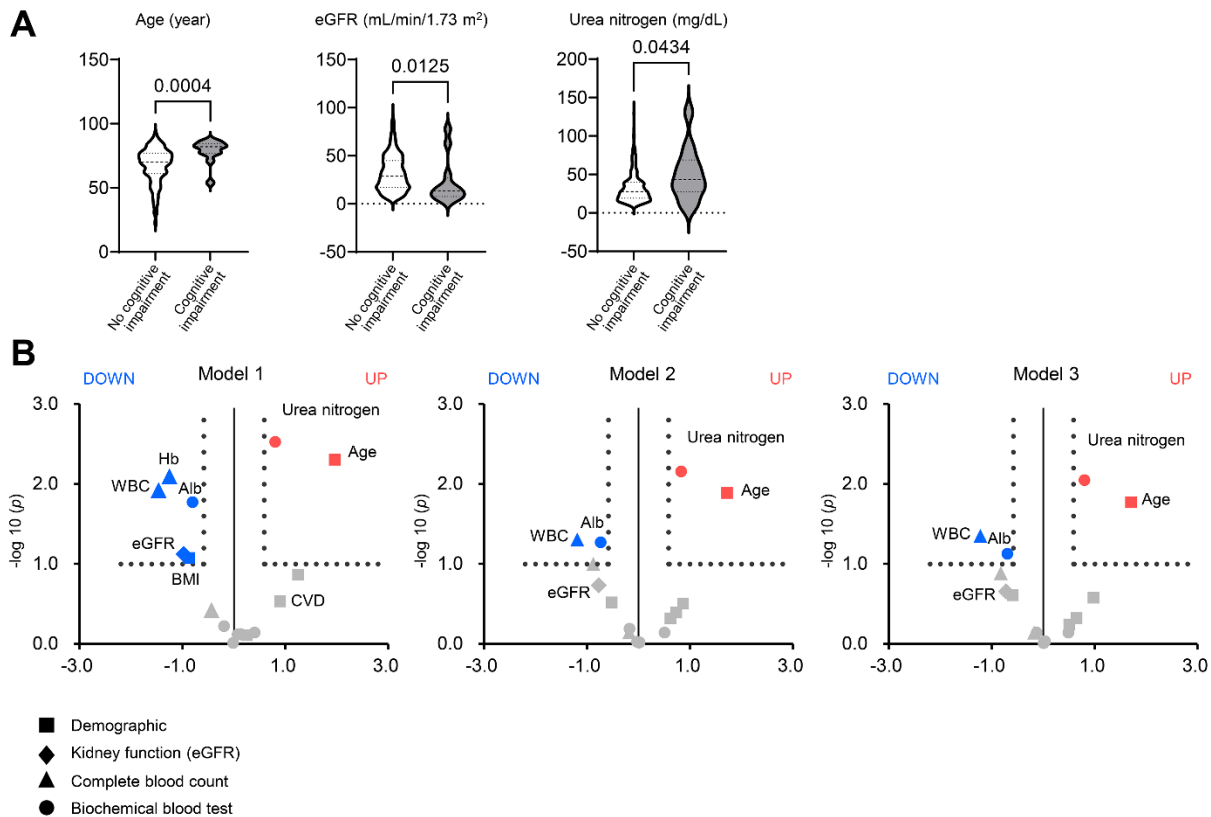 A
Age (year)
eGFR (mL/min/1.73 m²)
Urea nitrogen (mg/dL)
150
100
50
0
0.0004
No cognitive
impairment
Cognitive
impairment
150
100
50
0
-50
0.0125
No cognitive
impairment
Cognitive
impairment
200
150
100
50
0
-50
0.0434
No cognitive
impairment
Cognitive
impairment
B
DOWN
Model 1
UP
3.0
2.0
1.0
0.0
-log 10 (p)
Urea nitrogen
Age
Hb
WBC
Alb
eGFR
BMI
CVD
-3.0
-1.0
1.0
3.0
DOWN
Model 2
UP
3.0
2.0
1.0
0.0
-log 10 (p)
Urea nitrogen
Age
WBC
Alb
eGFR
-3.0
-1.0
1.0
3.0
DOWN
Model 3
UP
3.0
2.0
1.0
0.0
-log 10 (p)
Urea nitrogen
Age
WBC
Alb
eGFR
-3.0
-1.0
1.0
3.0
Demographic
Kidney function (eGFR)
Complete blood count
Biochemical blood test